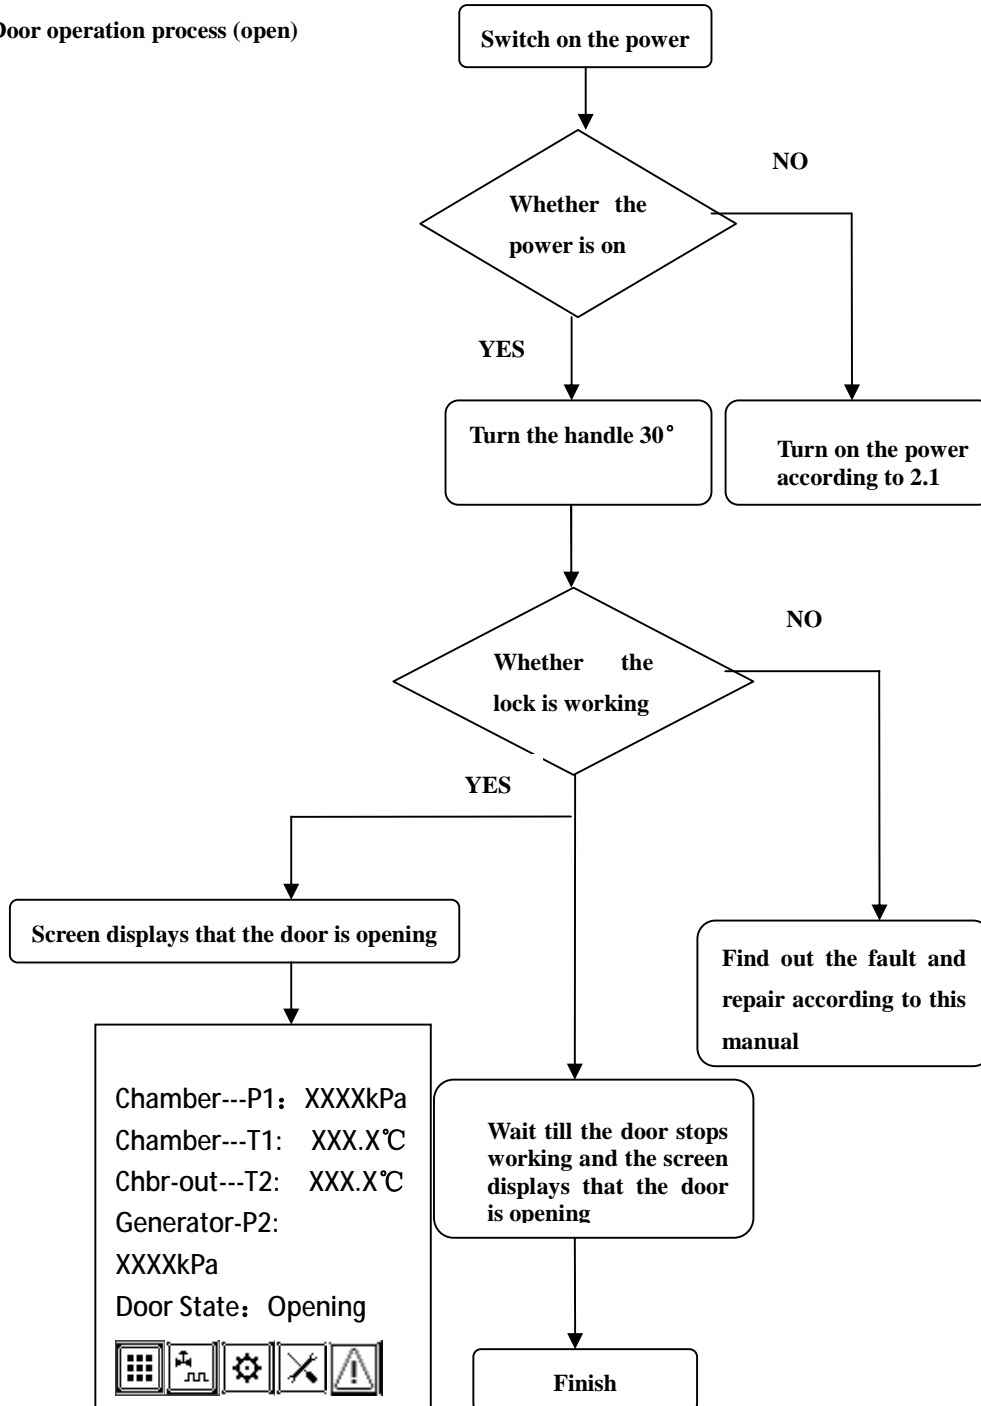 Door operation process (open)
Switch on the power
NO
Whether the
power is on
YES
Turn the handle 30°
Turn on the power
according to 2.1
NO
Whether the
lock is working
YES
Screen displays that the door is opening
Find out the fault and
repair according to this
manual
Chamber---P1：XXXXkPa
Chamber---T1: XXX.X℃
Chbr-out---T2: XXX.X℃
Generator-P2:
XXXXkPa
Door State：Opening
Wait till the door stops
working and the screen
displays that the door
is opening
Finish